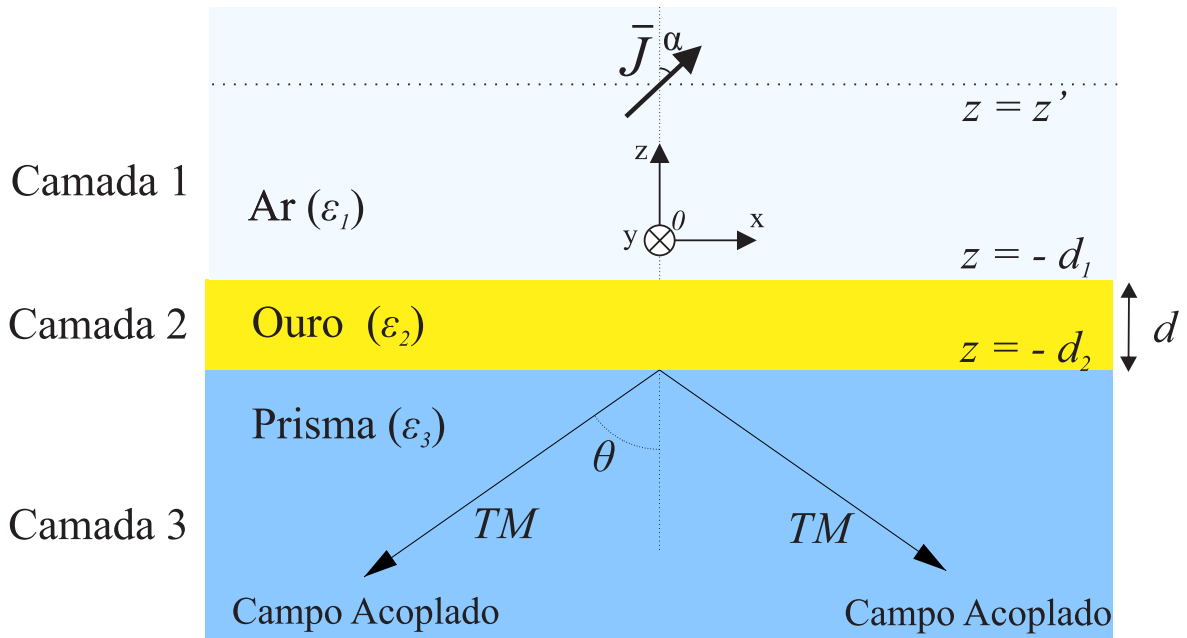 J̅ α
z = z’
z
Camada 1
Ar (ε₁)
y 0 x
z = - d₁
Camada 2
Ouro (ε₂)
d
z = - d₂
Prisma (ε₃)
θ
Camada 3
TM TM
Campo Acoplado Campo Acoplado